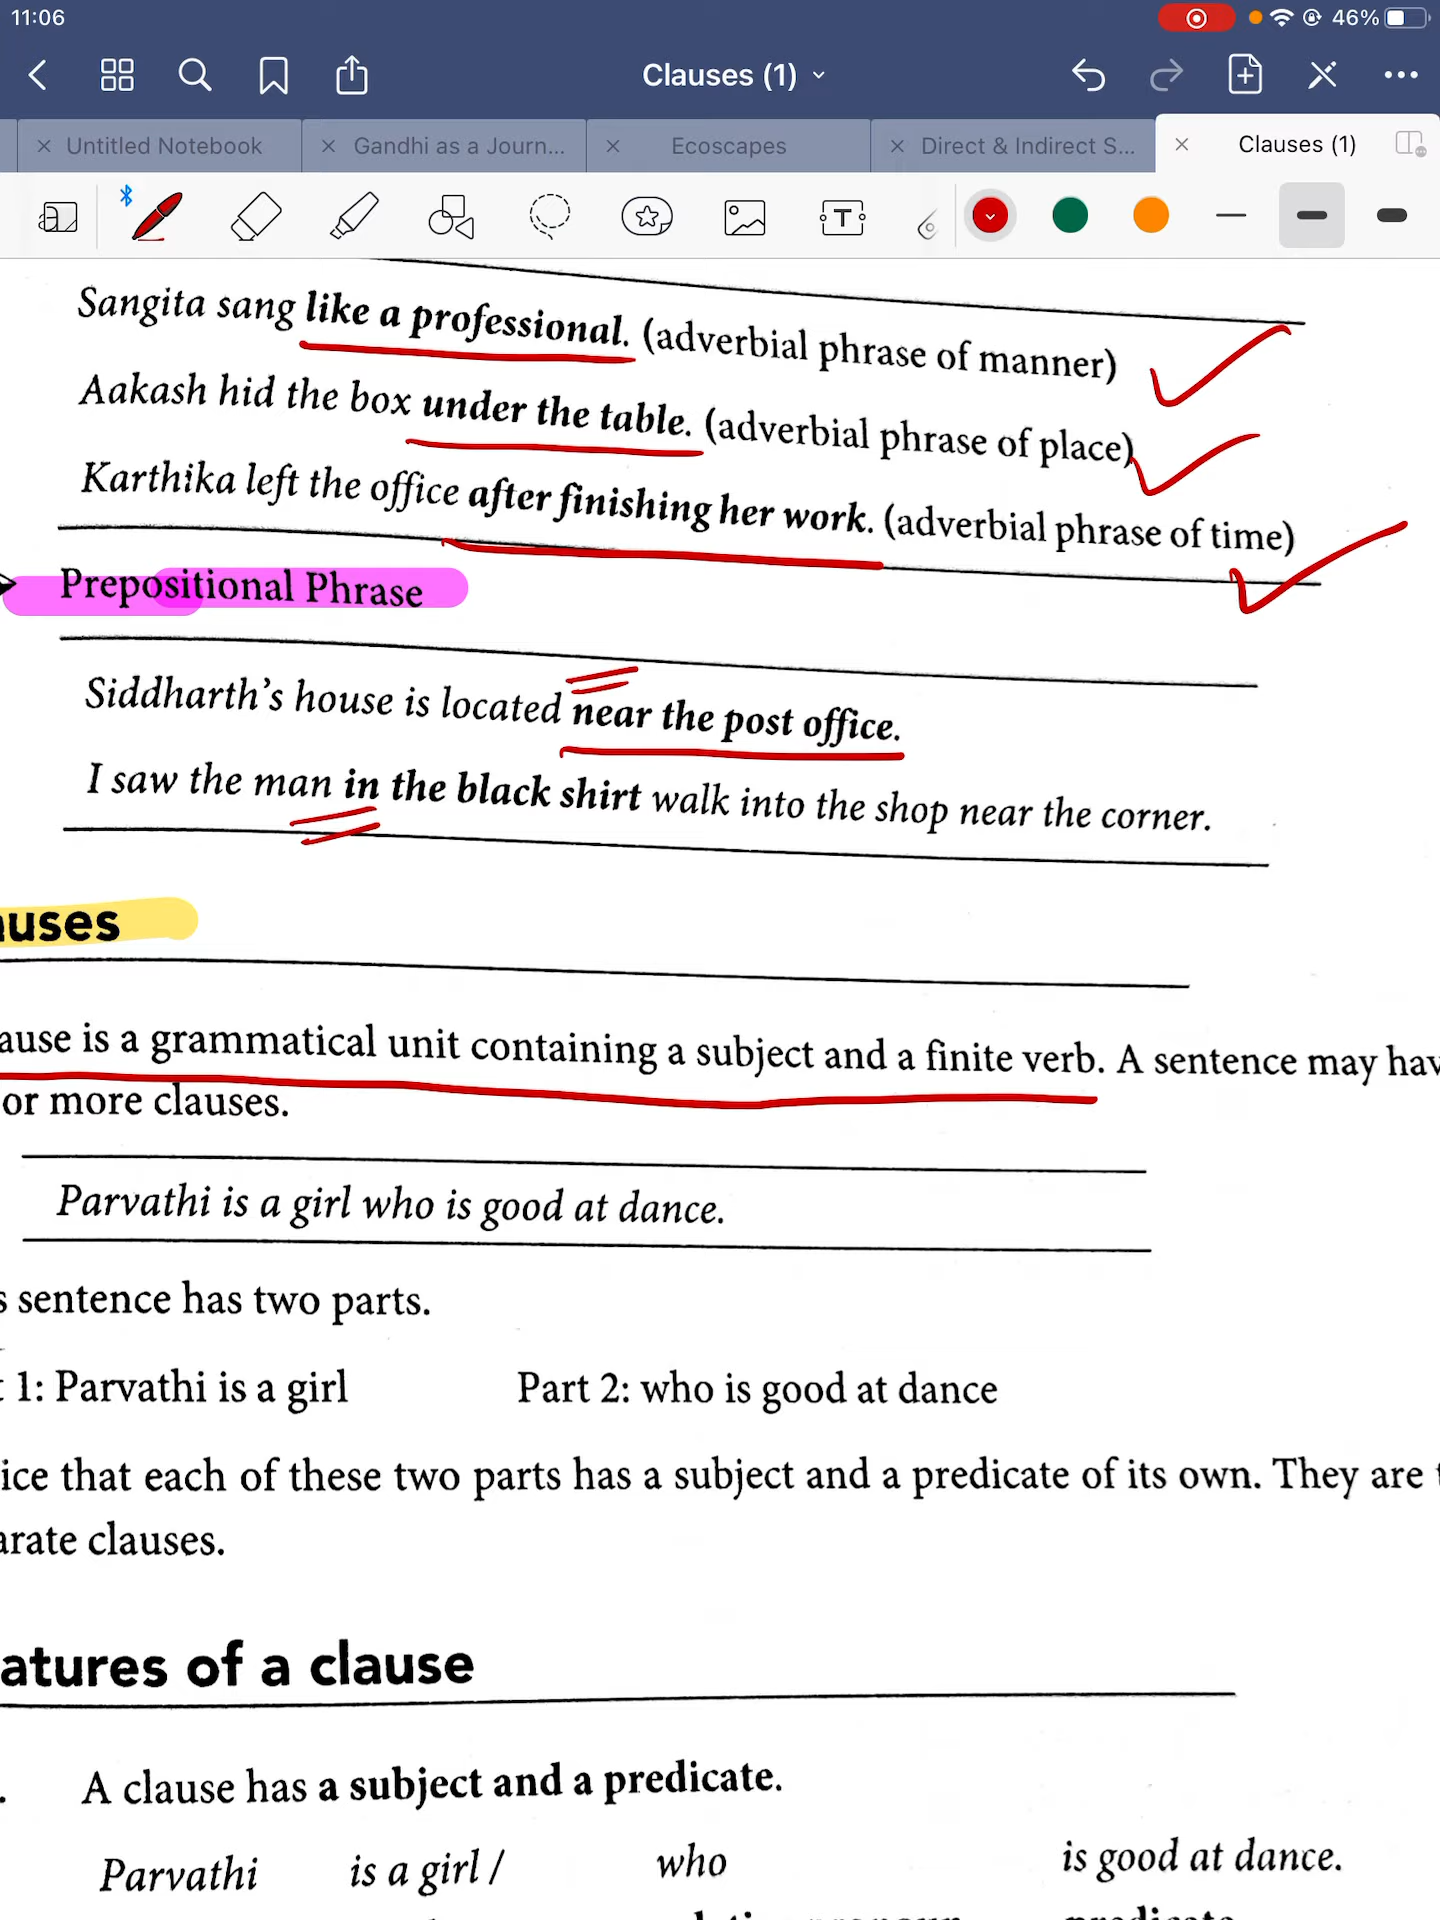 11:06
46%
Clauses (1)
Untitled Notebook
Gandhi as a Journ...
Ecoscapes
Direct & Indirect S...
Clauses (1)
Sangita sang like a professional. (adverbial phrase of manner)
Aakash hid the box under the table. (adverbial phrase of place)
Karthika left the office after finishing her work. (adverbial phrase of time)
Prepositional Phrase
Siddharth's house is located near the post office.
I saw the man in the black shirt walk into the shop near the corner.
auses
ause is a grammatical unit containing a subject and a finite verb. A sentence may hav
or more clauses.
Parvathi is a girl who is good at dance.
s sentence has two parts.
t 1: Parvathi is a girl Part 2: who is good at dance
ice that each of these two parts has a subject and a predicate of its own. They are t
arate clauses.
atures of a clause
. A clause has a subject and a predicate.
Parvathi is a girl / who is good at dance.